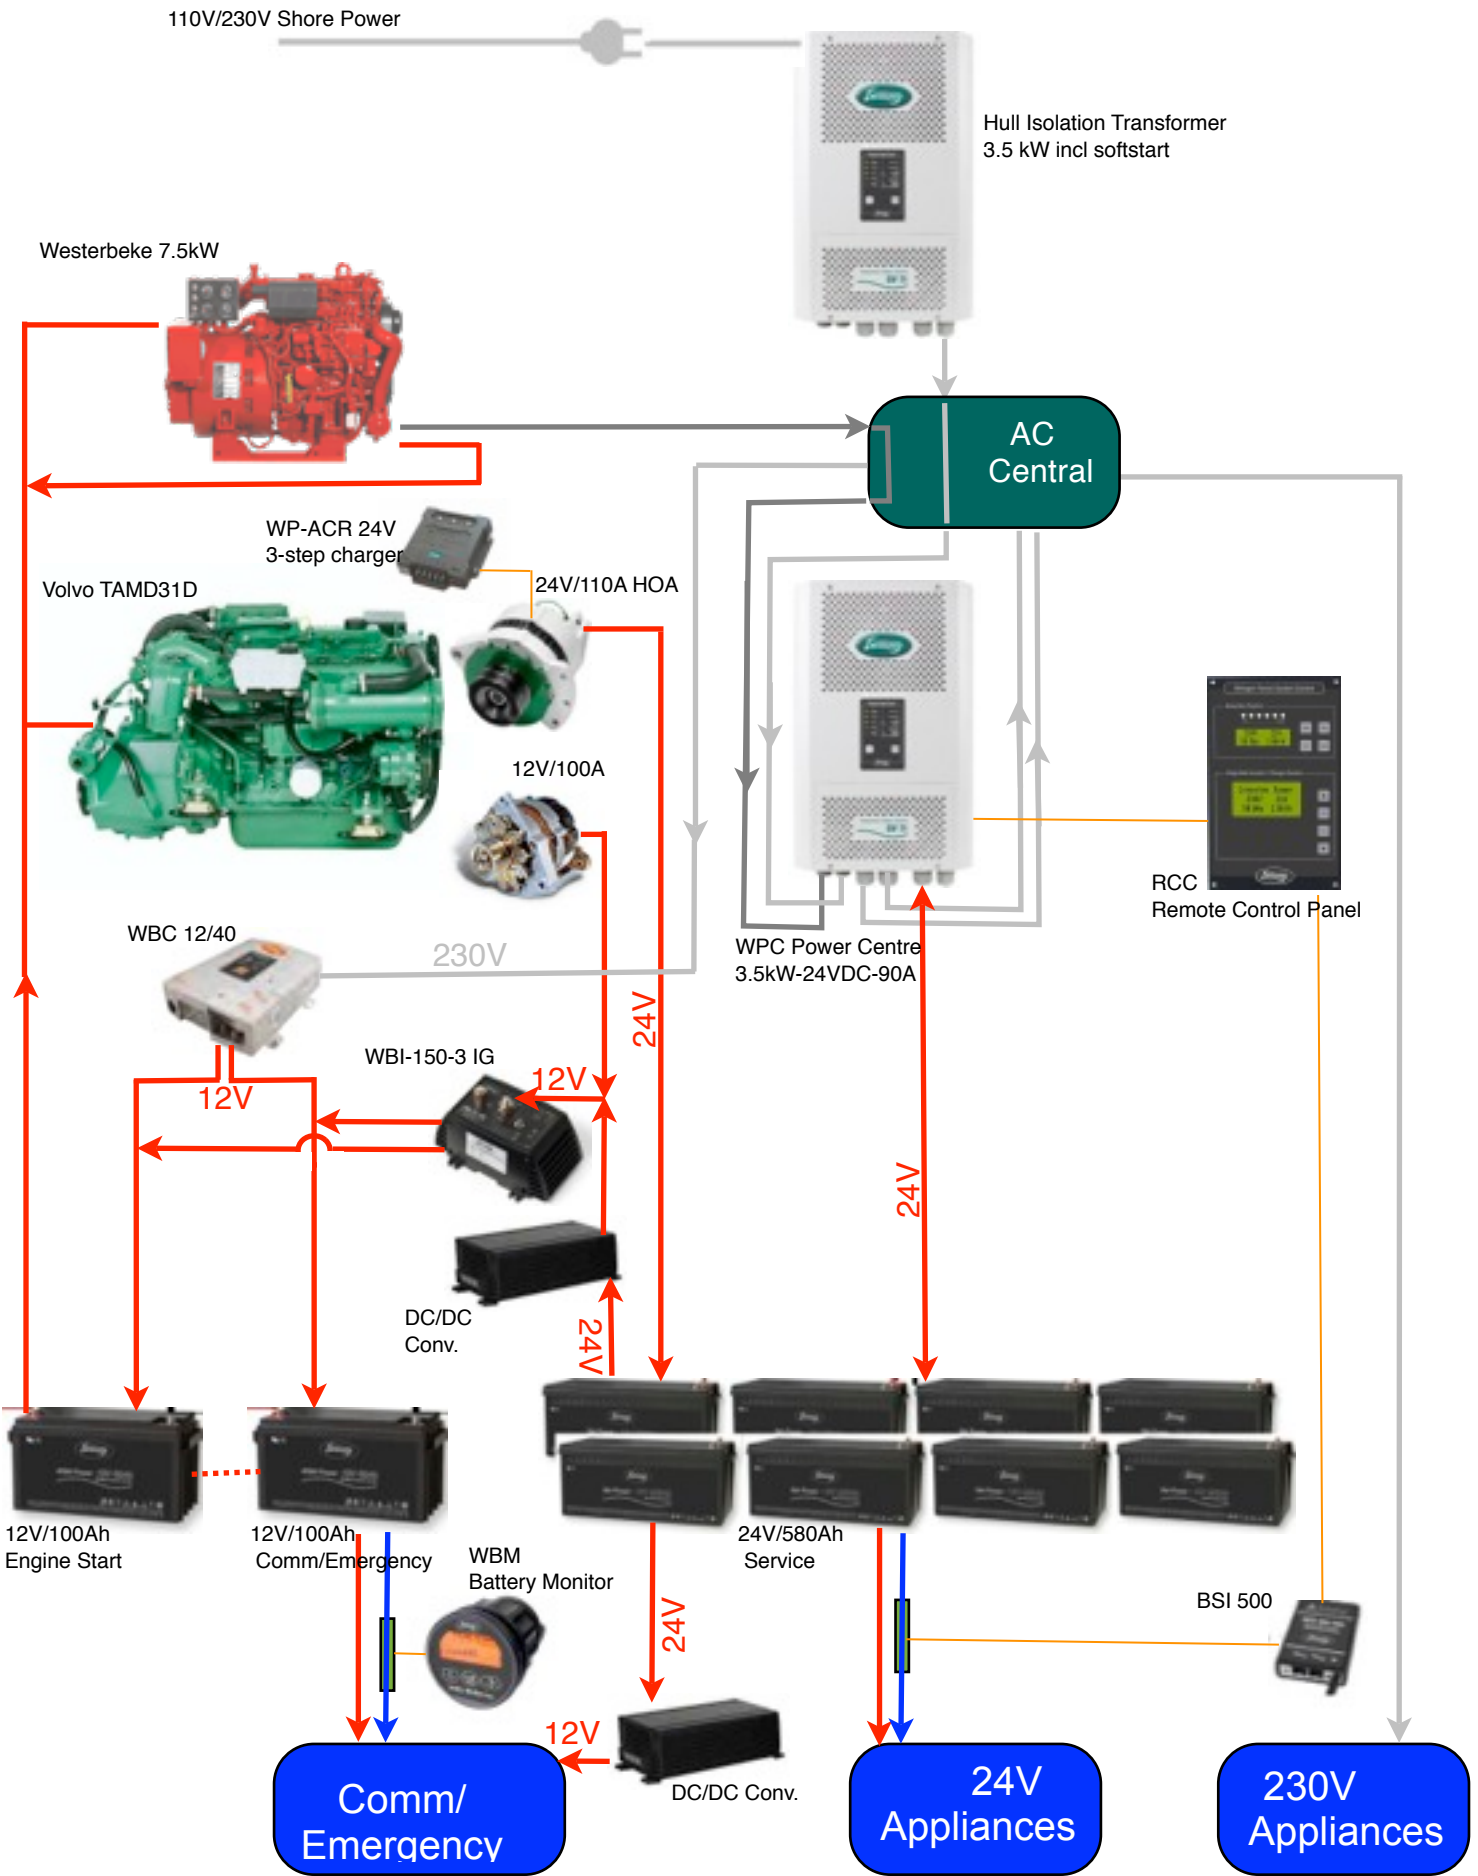 110V/230V Shore Power
Hull Isolation Transformer
3.5 kW incl softstart
Westerbeke 7.5kW
AC
Central
WP-ACR 24V
3-step charger
24V/110A HOA
Volvo TAMD31D
12V/100A
RCC
Remote Control Panel
WBC 12/40
230V
WPC Power Centre
3.5kW-24VDC-90A
24V
WBI-150-3 IG
12V
12V
24V
DC/DC
Conv.
24V
12V/100Ah
Engine Start
12V/100Ah
Comm/Emergency
WBM
Battery Monitor
24V/580Ah
Service
BSI 500
24V
12V
DC/DC Conv.
Comm/
Emergency
24V
Appliances
230V
Appliances